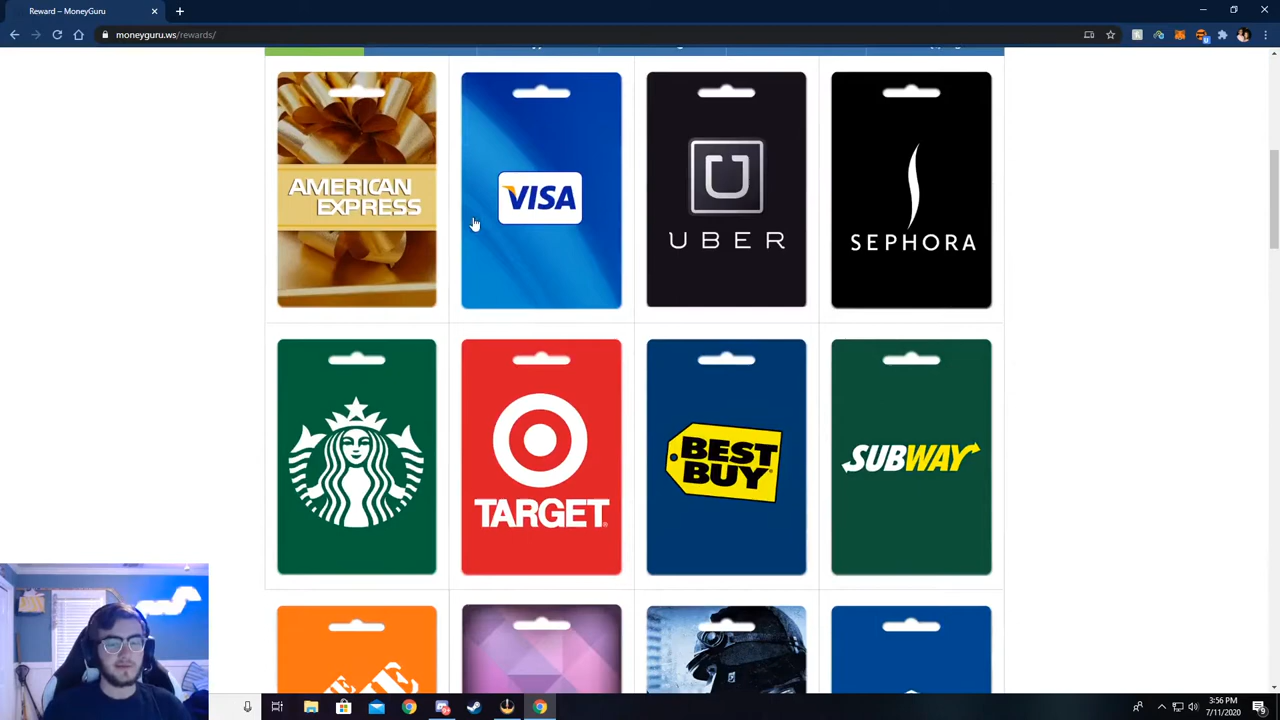 Reward – MoneyGuru
moneyguru.ws/rewards/
AMERICAN
EXPRESS
VISA
UBER
SEPHORA
TARGET
BEST
BUY
SUBWAY
3:56 PM
7/11/2020